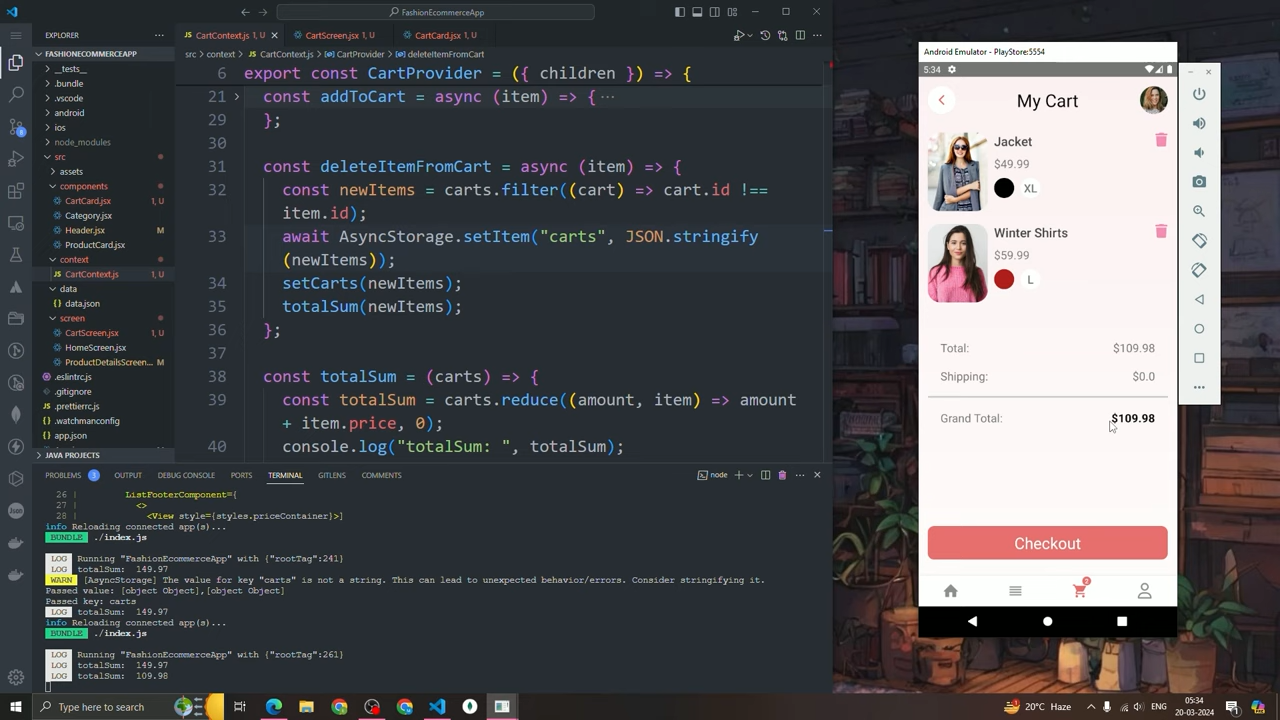 FashionEcommerceApp
EXPLORER
FASHIONECOMMERCEAPP
__tests__
.bundle
.vscode
android
ios
node_modules
src
assets
components
CartCard.jsx 1, U
Category.jsx
Header.jsx M
ProductCard.jsx
context
CartContext.js 1, U
data
data.json
screen
CartScreen.jsx 1, U
HomeScreen.jsx
ProductDetailsScreen... M
.eslintrc.js
.gitignore
.prettierrc.js
.watchmanconfig
app.json
JAVA PROJECTS
CartContext.js 1, U
CartScreen.jsx 1, U
CartCard.jsx 1, U
src > context > CartContext.js > CartProvider > deleteItemFromCart
6 export const CartProvider = ({ children }) => {
21 const addToCart = async (item) => { ...
29 };
30
31 const deleteItemFromCart = async (item) => {
32 const newItems = carts.filter((cart) => cart.id !==
item.id);
33 await AsyncStorage.setItem("carts", JSON.stringify
(newItems));
34 setCarts(newItems);
35 totalSum(newItems);
36 };
37
38 const totalSum = (carts) => {
39 const totalSum = carts.reduce((amount, item) => amount
+ item.price, 0);
40 console.log("totalSum: ", totalSum);
PROBLEMS 3 OUTPUT DEBUG CONSOLE PORTS TERMINAL GITLENS COMMENTS
node
26 | ListFooterComponent={
27 | <>
28 | <View style={styles.priceContainer}>]
info Reloading connected app(s)...
BUNDLE ./index.js
LOG Running "FashionEcommerceApp" with {"rootTag":241}
LOG totalSum: 149.97
WARN [AsyncStorage] The value for key "carts" is not a string. This can lead to unexpected behavior/errors. Consider stringifying it.
Passed value: [object Object],[object Object]
Passed key: carts
LOG totalSum: 149.97
info Reloading connected app(s)...
BUNDLE ./index.js
LOG Running "FashionEcommerceApp" with {"rootTag":261}
LOG totalSum: 149.97
LOG totalSum: 109.98
Android Emulator - PlayStore:5554
5:34
My Cart
Jacket
$49.99
XL
Winter Shirts
$59.99
L
Total: $109.98
Shipping: $0.0
Grand Total: $109.98
Checkout
2
Type here to search
20°C Haze
ENG
05:34
20-03-2024